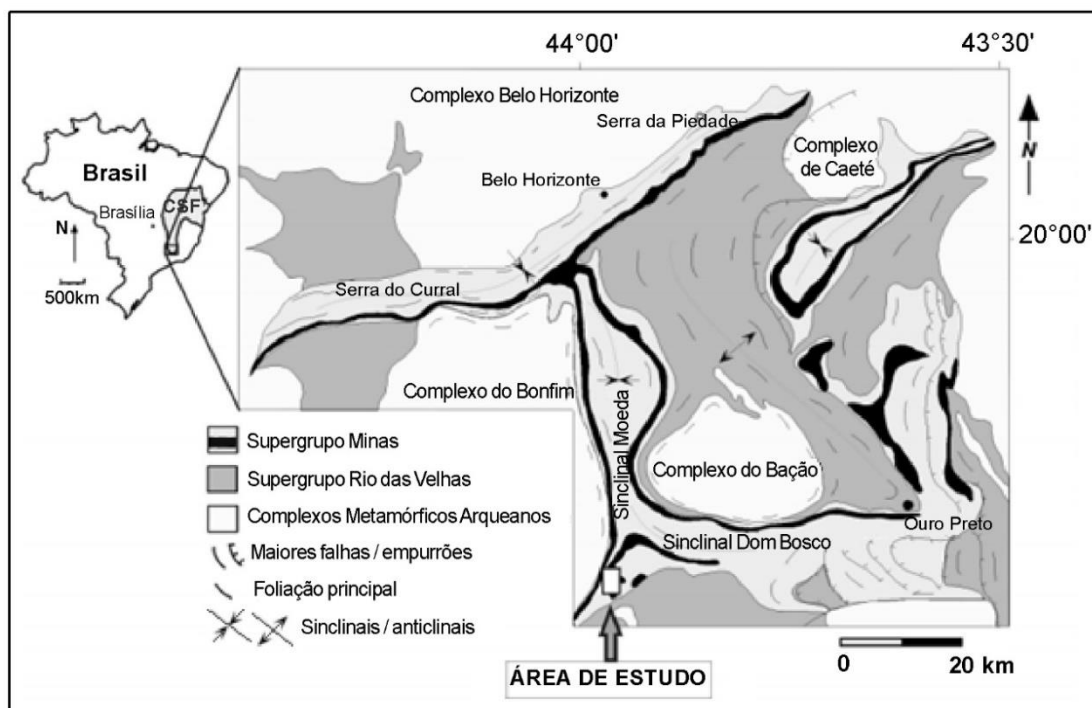 44°00'
43°30'
Complexo Belo Horizonte
Serra da Piedade
Complexo
de Caeté
N
Brasil
Belo Horizonte
CSF
Brasília
N
20°00'
500km
Serra do Curral
Complexo do Bonfim
Sinclinal Moeda
Supergrupo Minas
Supergrupo Rio das Velhas
Complexo do Bação
Complexos Metamórficos Arqueanos
Ouro Preto
Sinclinal Dom Bosco
Maiores falhas / empurrões
Foliação principal
Sinclinais / anticlinais
0 20 km
ÁREA DE ESTUDO